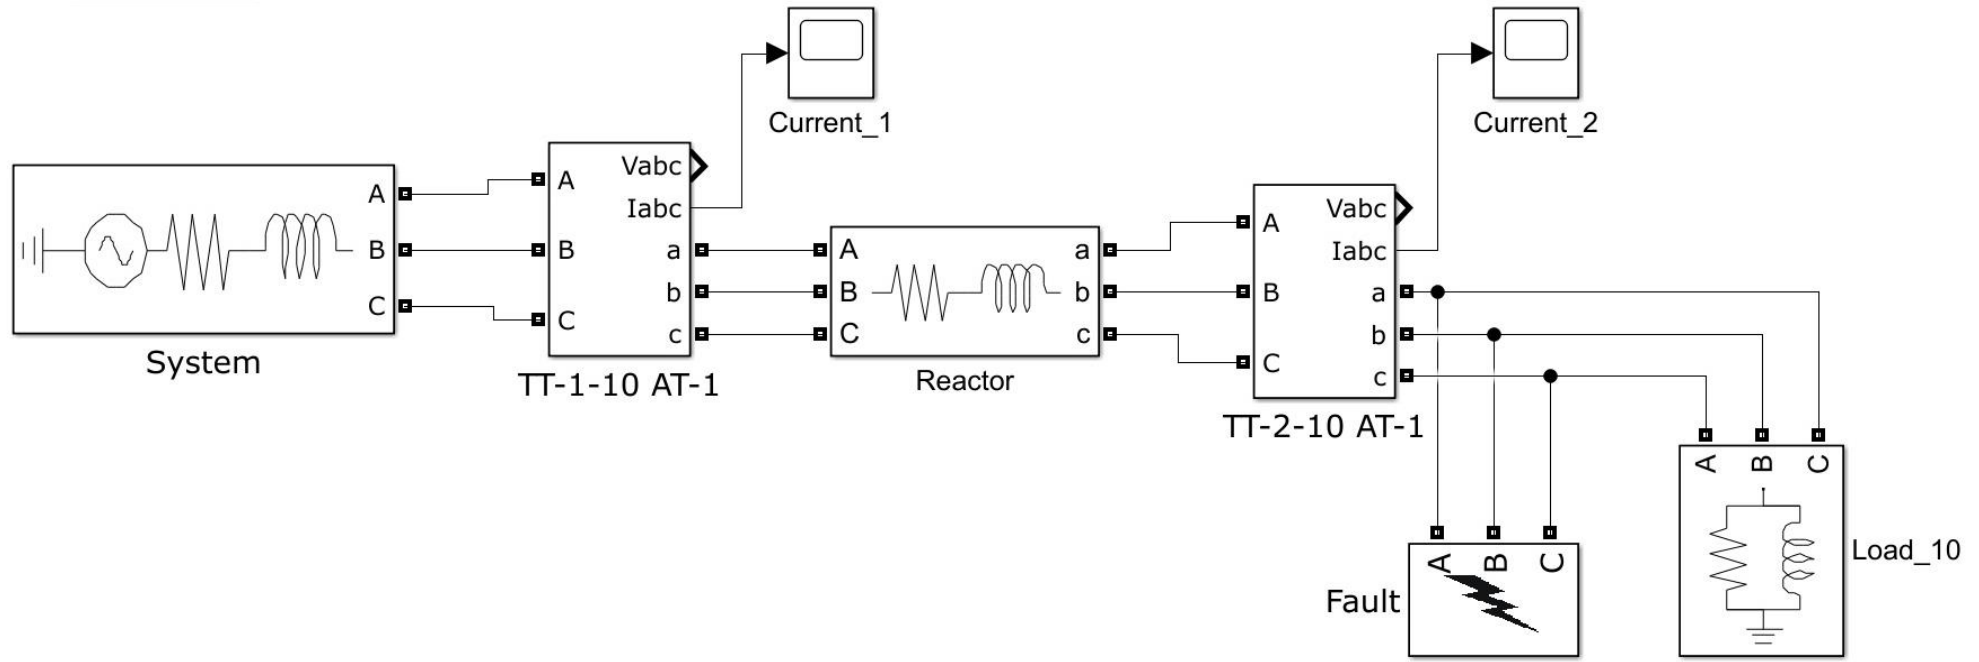 Current_1
Current_2
A
B
C
System
A
B
C
Vabc
Iabc
a
b
c
TT-1-10 AT-1
A
B
C
a
b
c
Reactor
A
B
C
Vabc
Iabc
a
b
c
TT-2-10 AT-1
A
B
C
Fault
A
B
C
Load_10